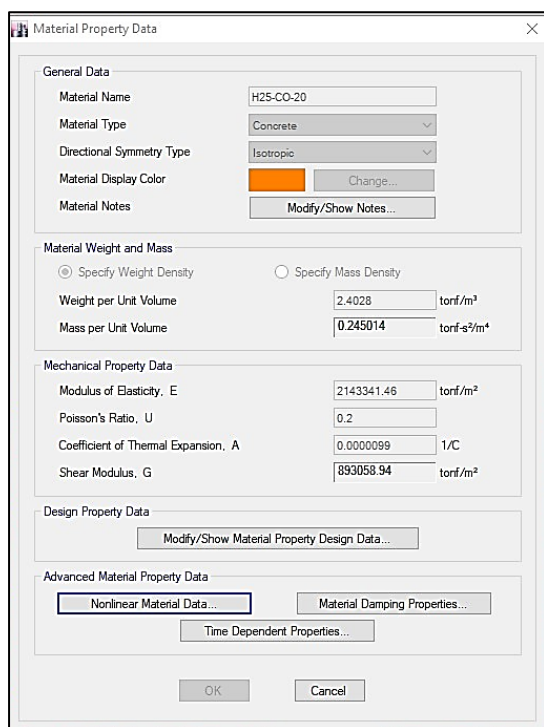 Material Property Data
General Data
Material Name H25-CO-20
Material Type Concrete
Directional Symmetry Type Isotropic
Material Display Color Change...
Material Notes Modify/Show Notes...
Material Weight and Mass
Specify Weight Density Specify Mass Density
Weight per Unit Volume 2.4028 tonf/m³
Mass per Unit Volume 0.245014 tonf-s²/m⁴
Mechanical Property Data
Modulus of Elasticity, E 2143341.46 tonf/m²
Poisson's Ratio, U 0.2
Coefficient of Thermal Expansion, A 0.0000099 1/C
Shear Modulus, G 893058.94 tonf/m²
Design Property Data
Modify/Show Material Property Design Data...
Advanced Material Property Data
Nonlinear Material Data... Material Damping Properties...
Time Dependent Properties...
OK Cancel